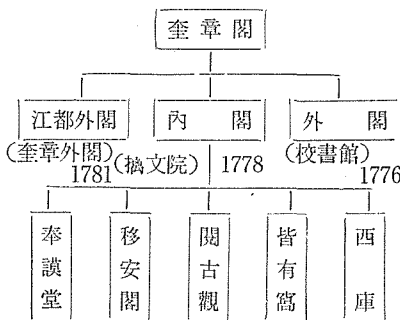 奎章閣
江都外閣 內閣 外閣
(奎章外閣) (摛文院) 1778 (校書館)
1781 1776
奉謨堂
移安閣
閱古觀
皆有窩
西庫